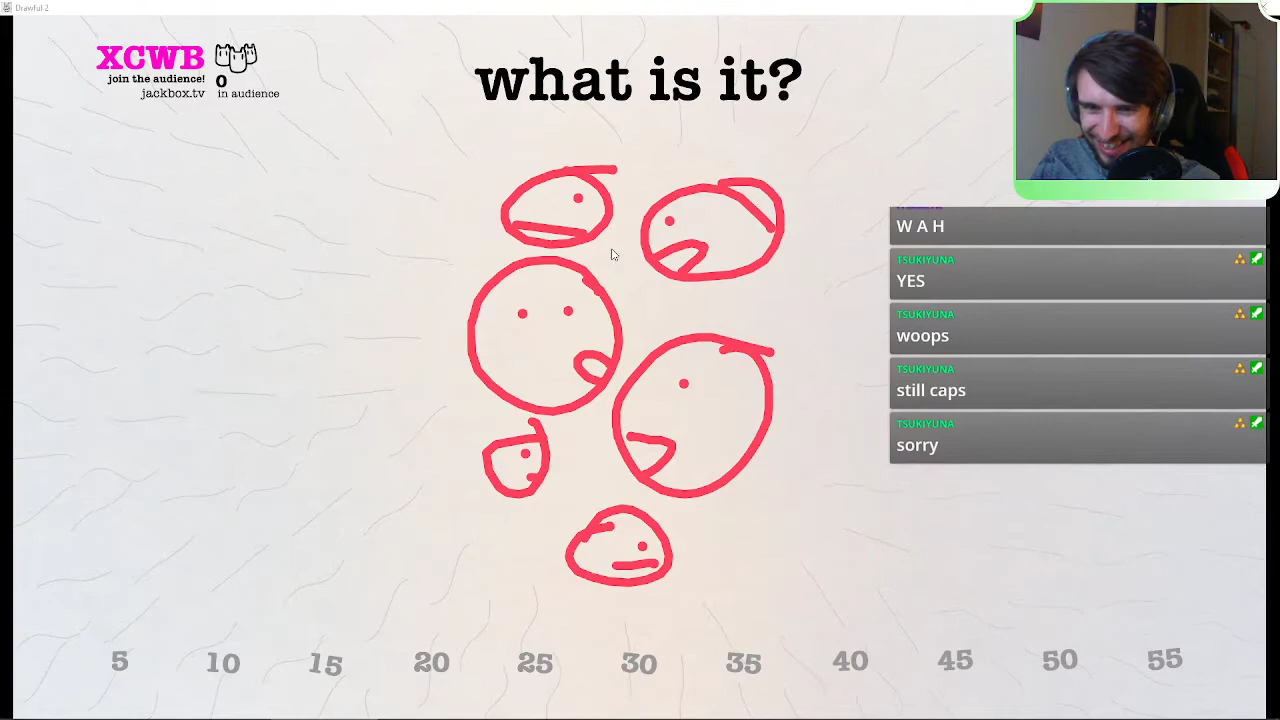 Drawful 2
XCWB
join the audience!
jackbox.tv
0
in audience
what is it?
W A H
TSUKIYUNA
YES
TSUKIYUNA
woops
TSUKIYUNA
still caps
TSUKIYUNA
sorry
5 10 15 20 25 30 35 40 45 50 55